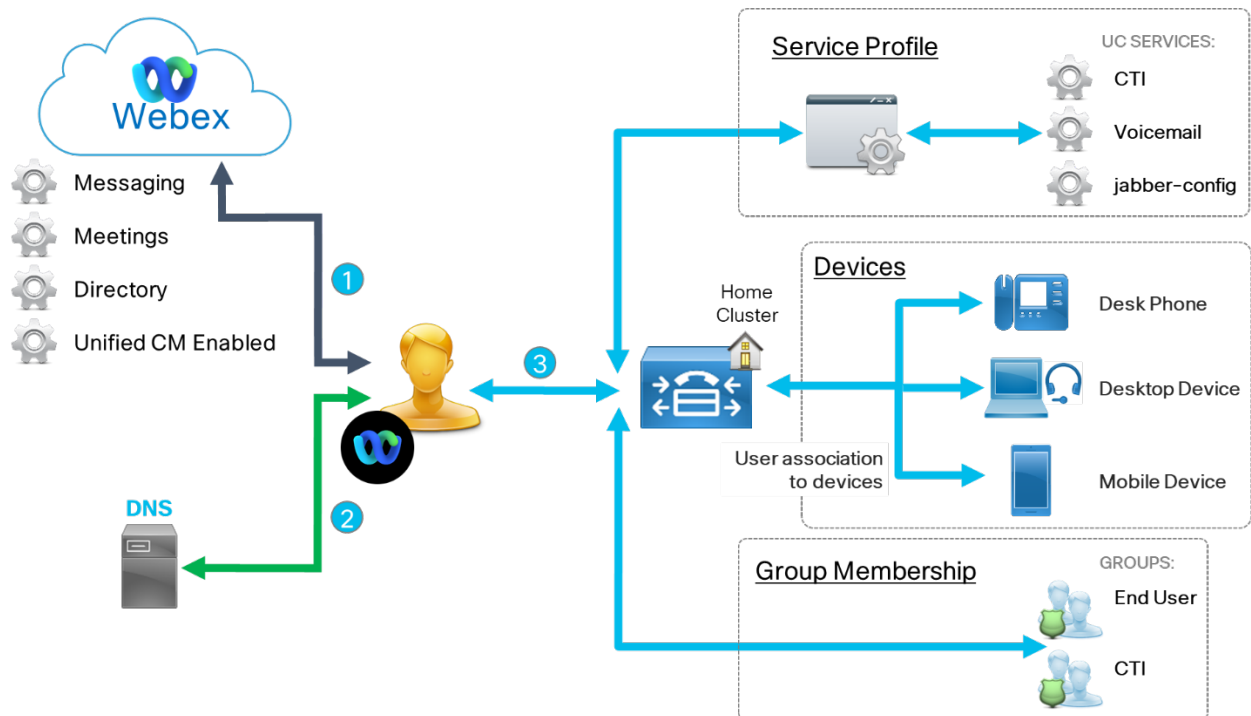 Webex
Messaging
Meetings
Directory
Unified CM Enabled
1
2
DNS
3
Home
Cluster
User association
to devices
Service Profile
UC SERVICES:
CTI
Voicemail
jabber-config
Devices
Desk Phone
Desktop Device
Mobile Device
Group Membership
GROUPS:
End User
CTI